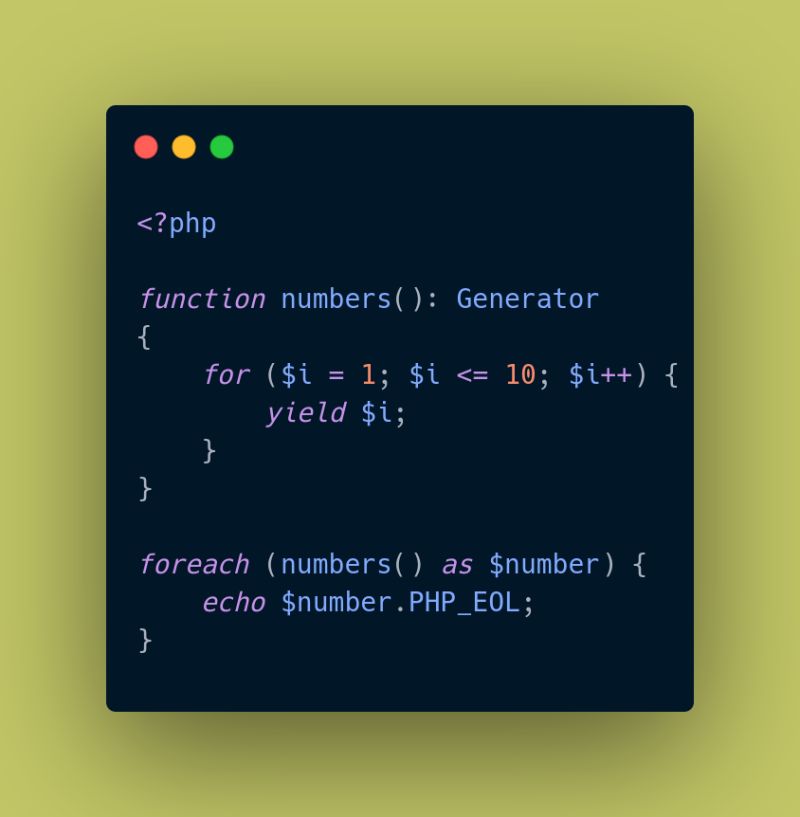 <?php
function numbers(): Generator
{
    for ($i = 1; $i <= 10; $i++) {
        yield $i;
    }
}
foreach (numbers() as $number) {
    echo $number.PHP_EOL;
}